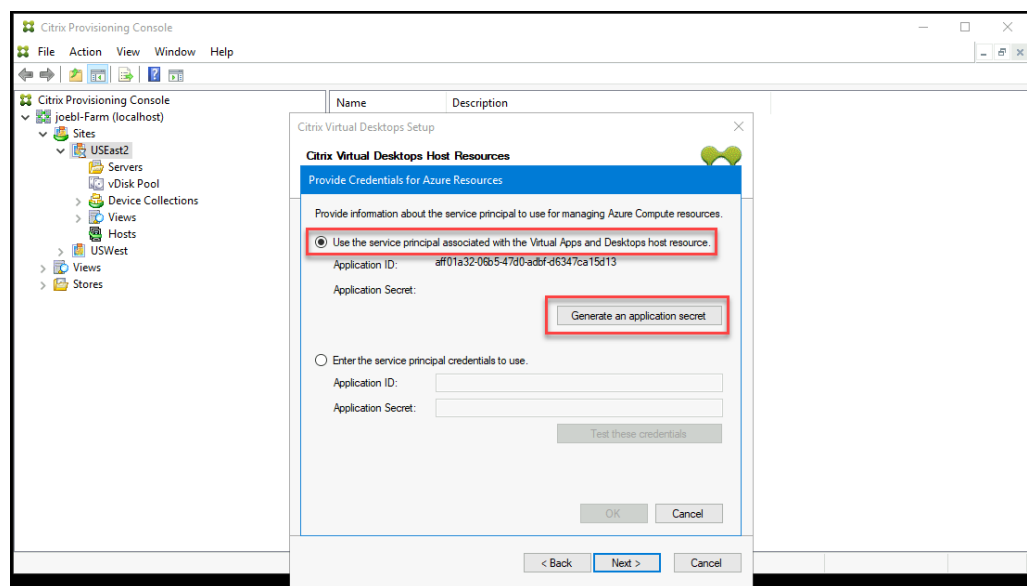 Citrix Provisioning Console
File Action View Window Help
Citrix Provisioning Console
joebl-Farm (localhost)
Sites
USEast2
Servers
vDisk Pool
Device Collections
Views
Hosts
USWest
Views
Stores
Name Description
Citrix Virtual Desktops Setup
Citrix Virtual Desktops Host Resources
Provide Credentials for Azure Resources
Provide information about the service principal to use for managing Azure Compute resources.
Use the service principal associated with the Virtual Apps and Desktops host resource.
Application ID: aff01a32-06b5-47d0-adbf-d6347ca15d13
Application Secret:
Generate an application secret
Enter the service principal credentials to use.
Application ID:
Application Secret:
Test these credentials
OK Cancel
< Back Next > Cancel